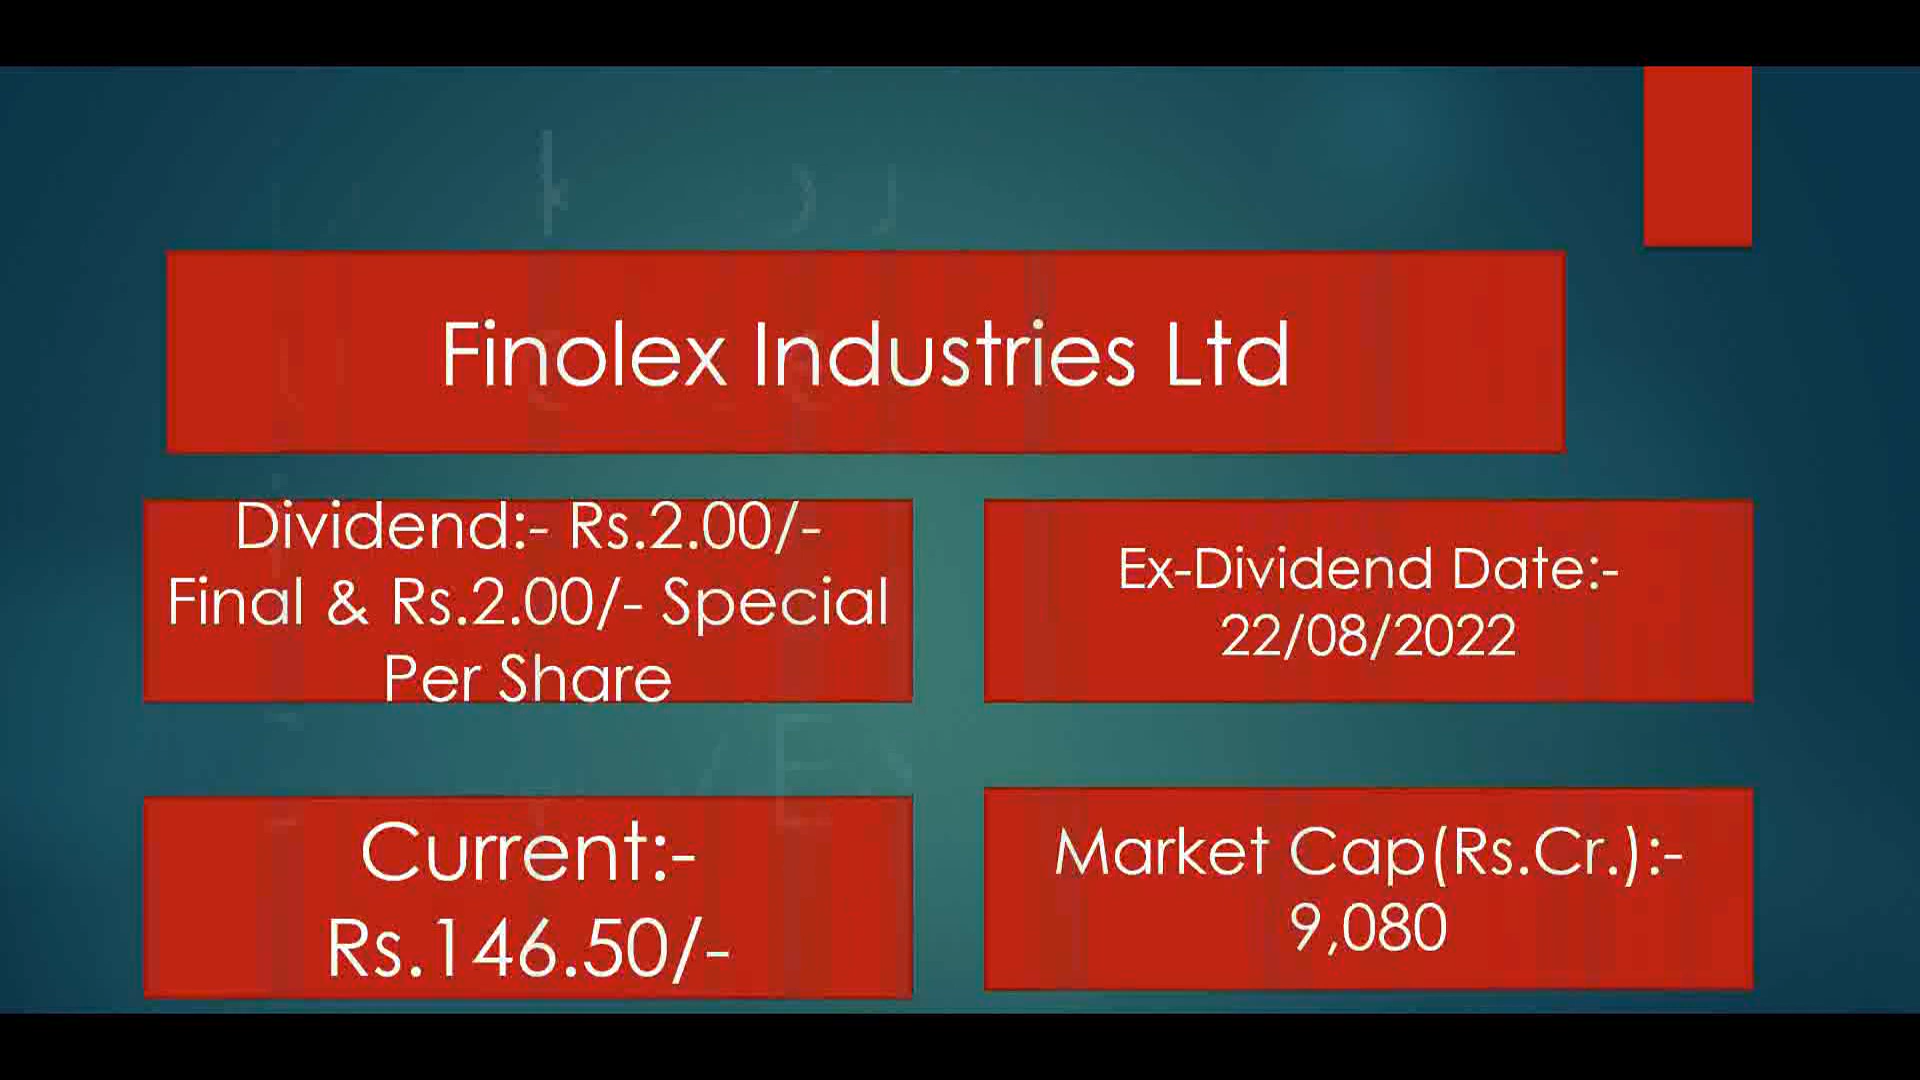 Finolex Industries Ltd
Dividend:- Rs.2.00/-
Final & Rs.2.00/- Special
Per Share
Ex-Dividend Date:-
22/08/2022
Current:-
Rs.146.50/-
Market Cap(Rs.Cr.):-
9,080